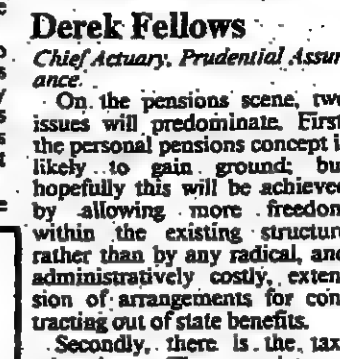 Derek Fellows
Chief Actuary, Prudential Assur
ance.
On the pensions scene, two
issues will predominate. First
the personal pensions concept i
likely to gain ground; but
hopefully this will be achieved
by allowing more freedom
within the existing structure
rather than by any radical, and
administratively costly, exten
sion of arrangements for con
tracting out of state benefits.
Secondly, there is the tax